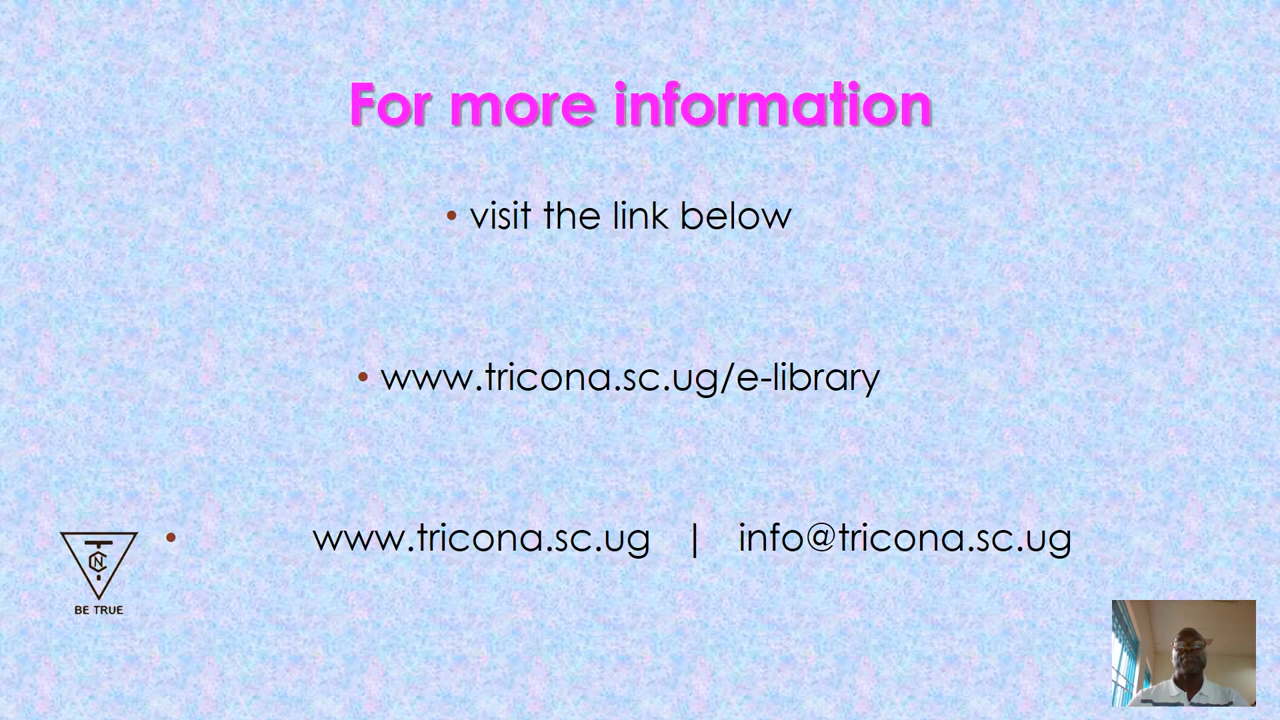 For more information
• visit the link below
• www.tricona.sc.ug/e-library
• www.tricona.sc.ug | info@tricona.sc.ug
T
C N
BE TRUE